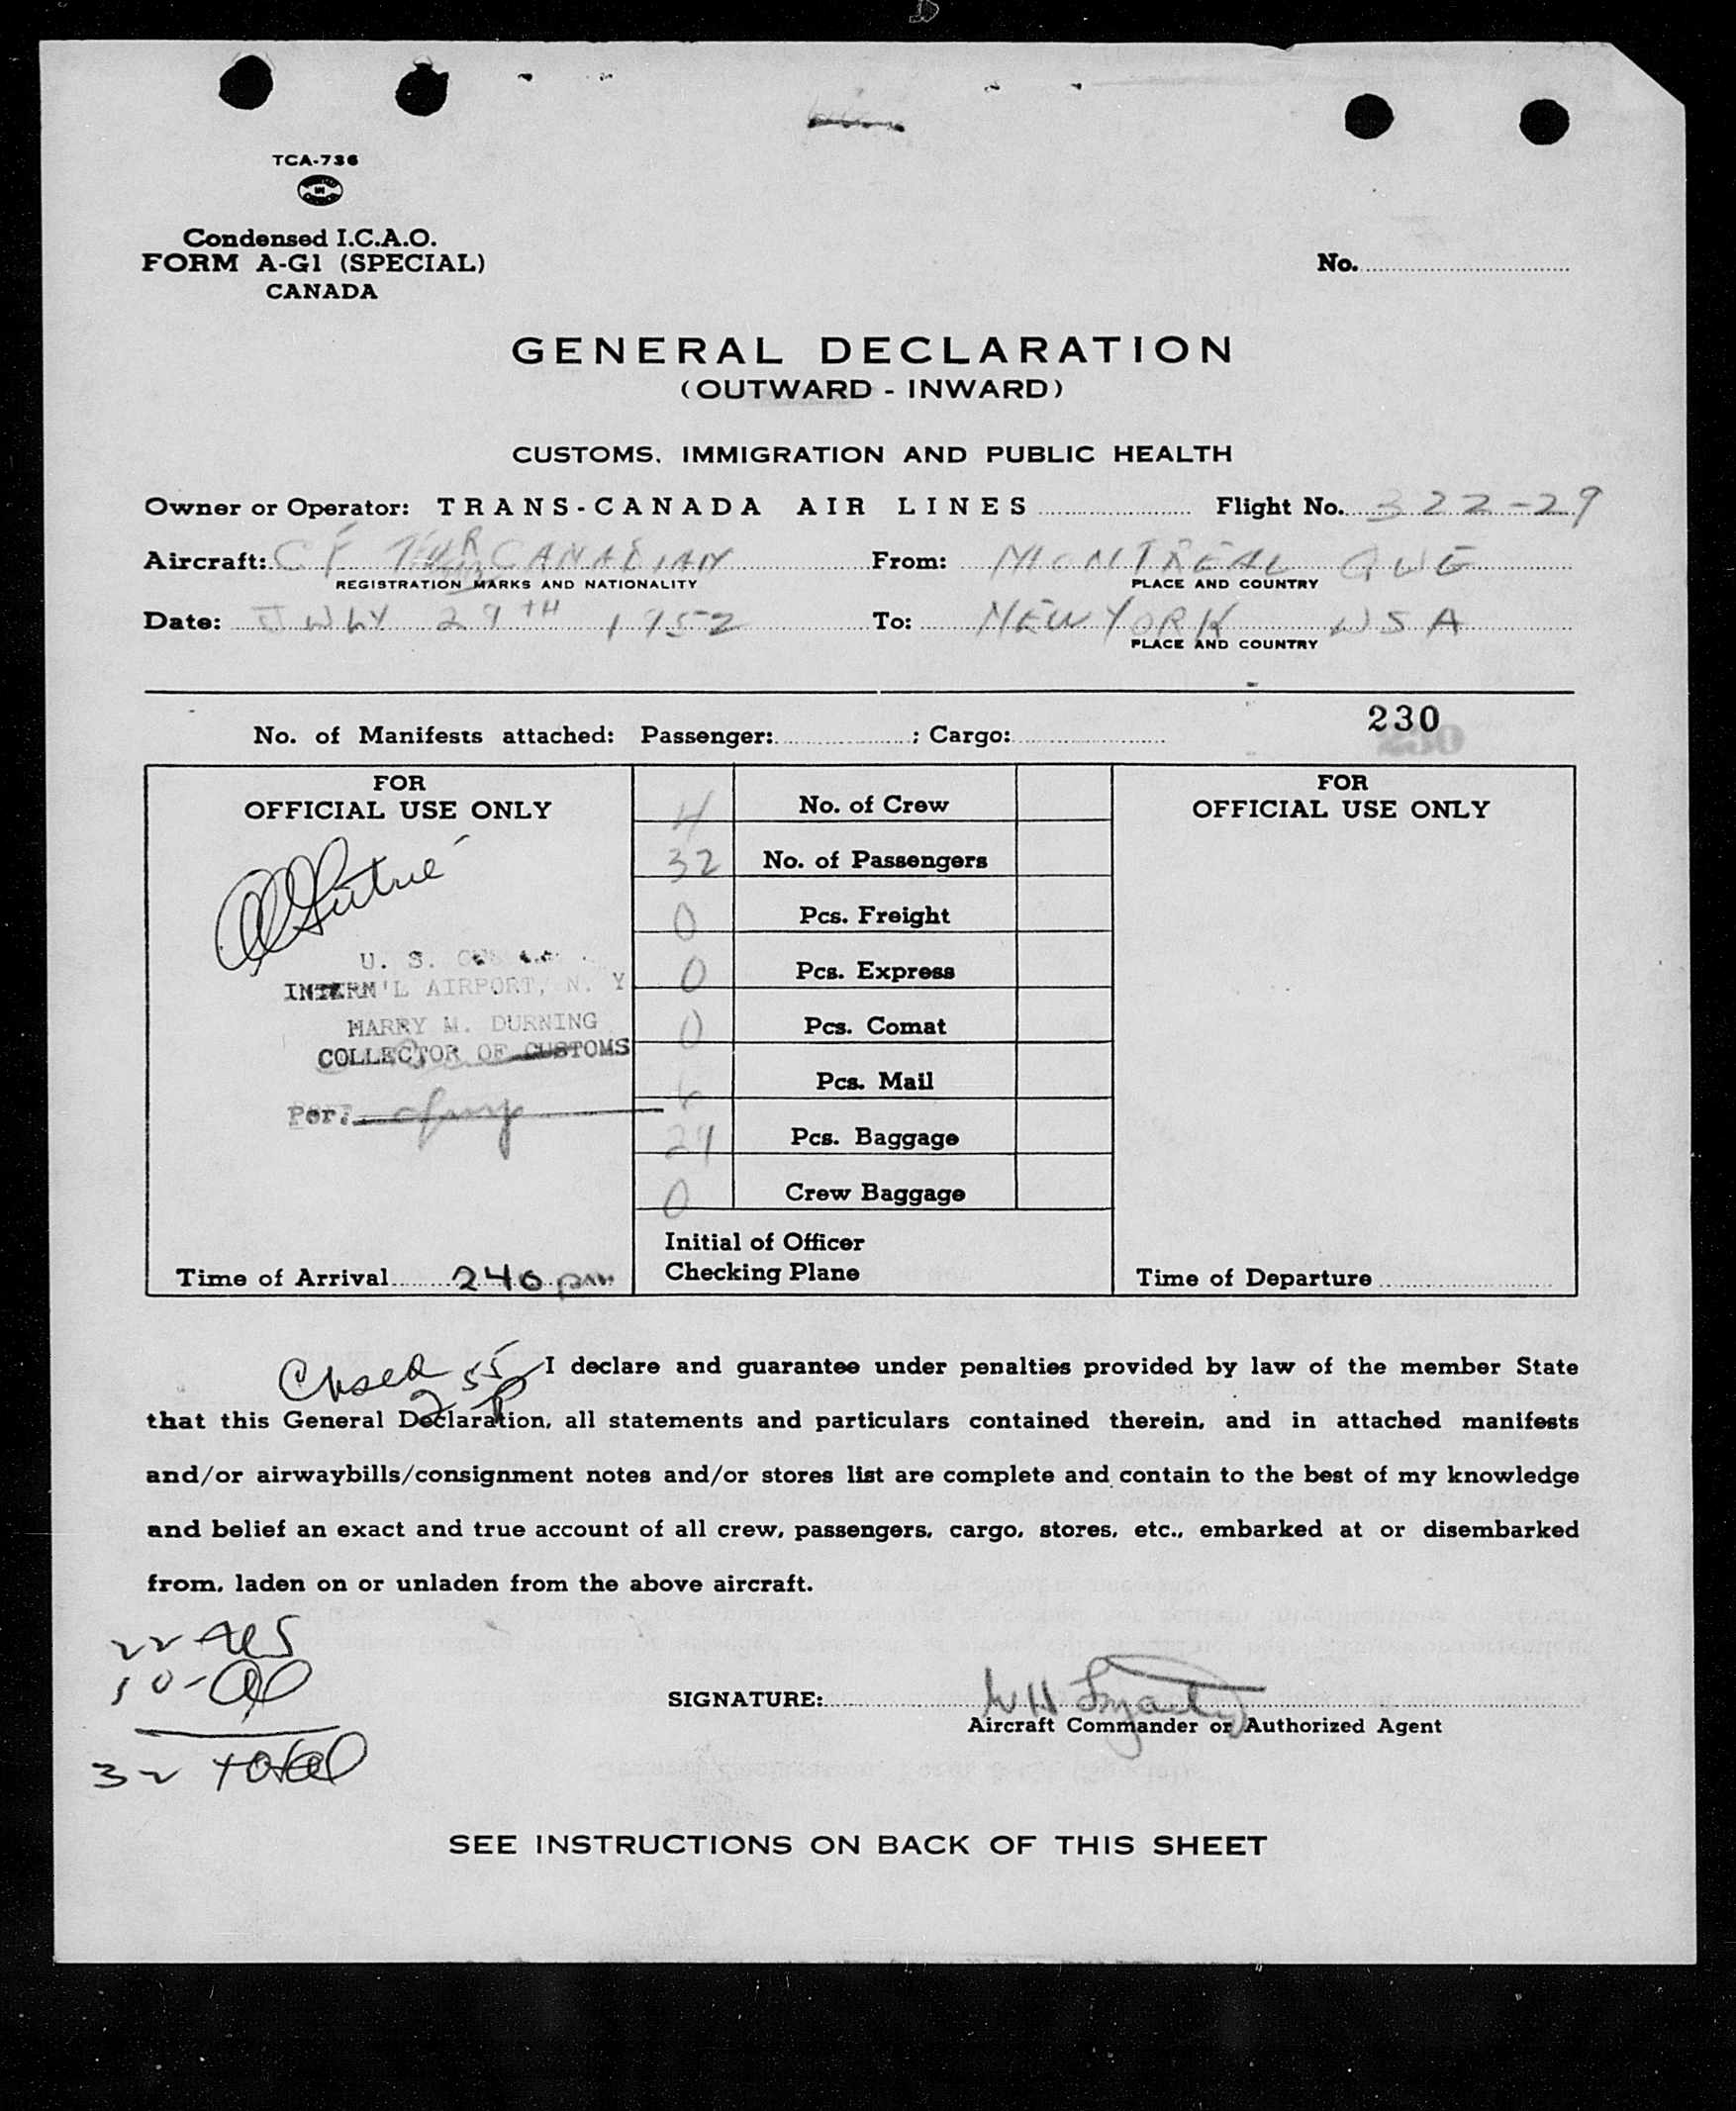 TCA-736
Condensed I.C.A.O.
FORM A-G1 (SPECIAL)
CANADA
No.
GENERAL DECLARATION
(OUTWARD - INWARD)
CUSTOMS, IMMIGRATION AND PUBLIC HEALTH
Owner or Operator: TRANS-CANADA AIR LINES Flight No. 322-29
Aircraft: CF CANADIAN From: MONTREAL QUE
REGISTRATION MARKS AND NATIONALITY PLACE AND COUNTRY
Date: JULY 29TH 1952 To: NEW YORK USA
PLACE AND COUNTRY
230
No. of Manifests attached: Passenger: ; Cargo:
FOR
OFFICIAL USE ONLY
U. S.
INTERN'L AIRPORT, N. Y
HARRY M. DURNING
COLLECTOR OF CUSTOMS
Per:
Time of Arrival 240 pm
4 No. of Crew
32 No. of Passengers
0 Pcs. Freight
0 Pcs. Express
0 Pcs. Comat
Pcs. Mail
Pcs. Baggage
0 Crew Baggage
Initial of Officer
Checking Plane
FOR
OFFICIAL USE ONLY
Time of Departure
Closed 255 P
I declare and guarantee under penalties provided by law of the member State
that this General Declaration, all statements and particulars contained therein, and in attached manifests
and/or airwaybills/consignment notes and/or stores list are complete and contain to the best of my knowledge
and belief an exact and true account of all crew, passengers, cargo, stores, etc., embarked at or disembarked
from, laden on or unladen from the above aircraft.
22
10-
32 total
SIGNATURE: W H
Aircraft Commander or Authorized Agent
SEE INSTRUCTIONS ON BACK OF THIS SHEET